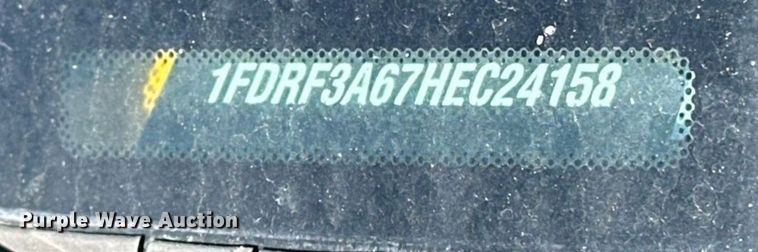 1FDRF3A67HEC24158
Purple Wave Auction